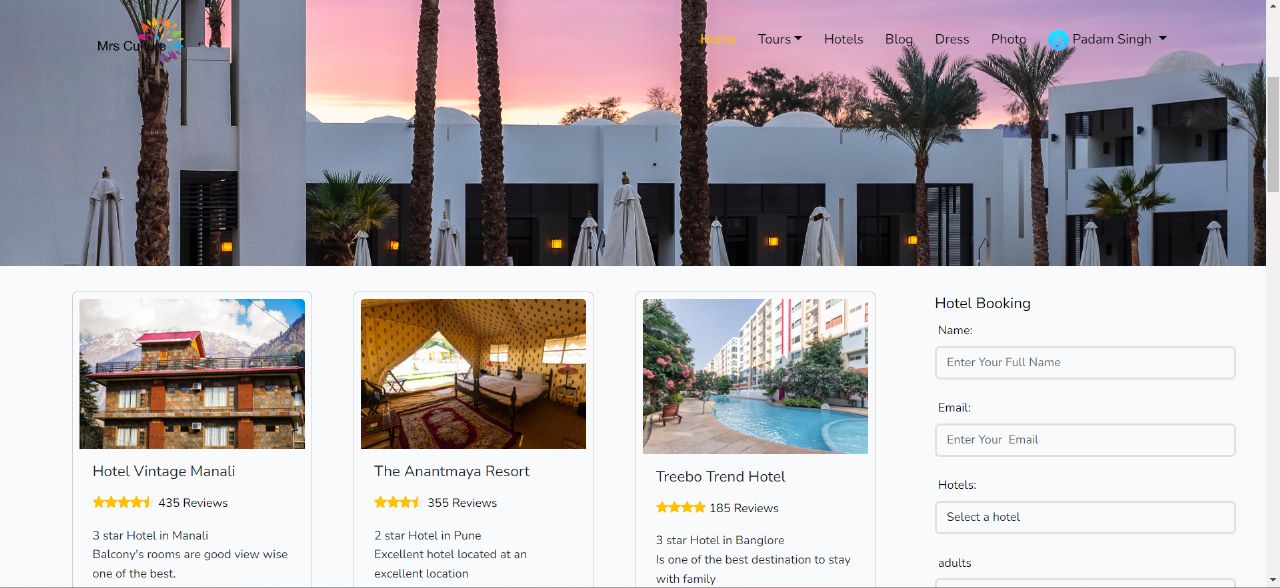 Mrs Culture
Home
Tours
Hotels
Blog
Dress
Photo
Padam Singh
Hotel Vintage Manali
435 Reviews
3 star Hotel in Manali
Balcony's rooms are good view wise
one of the best.
The Anantmaya Resort
355 Reviews
2 star Hotel in Pune
Excellent hotel located at an
excellent location
Treebo Trend Hotel
185 Reviews
3 star Hotel in Banglore
Is one of the best destination to stay
with family
Hotel Booking
Name:
Enter Your Full Name
Email:
Enter Your Email
Hotels:
Select a hotel
adults